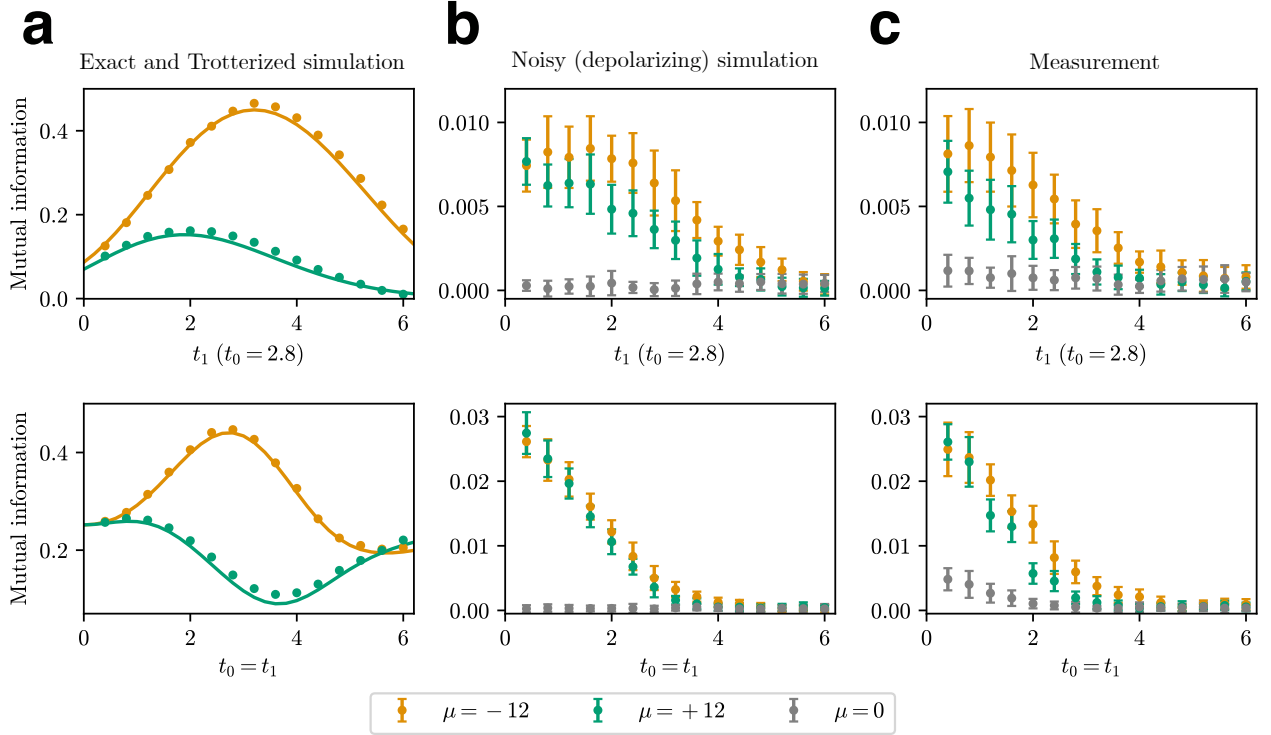 a
b
c
Exact and Trotterized simulation
Noisy (depolarizing) simulation
Measurement
Mutual information
0.4
0.2
0.0
0 2 4 6
t₁ (t₀ = 2.8)
0.010
0.005
0.000
0 2 4 6
t₁ (t₀ = 2.8)
0.010
0.005
0.000
0 2 4 6
t₁ (t₀ = 2.8)
Mutual information
0.4
0.2
0 2 4 6
t₀ = t₁
0.03
0.02
0.01
0.00
0 2 4 6
t₀ = t₁
0.03
0.02
0.01
0.00
0 2 4 6
t₀ = t₁
μ = −12 μ = +12 μ = 0